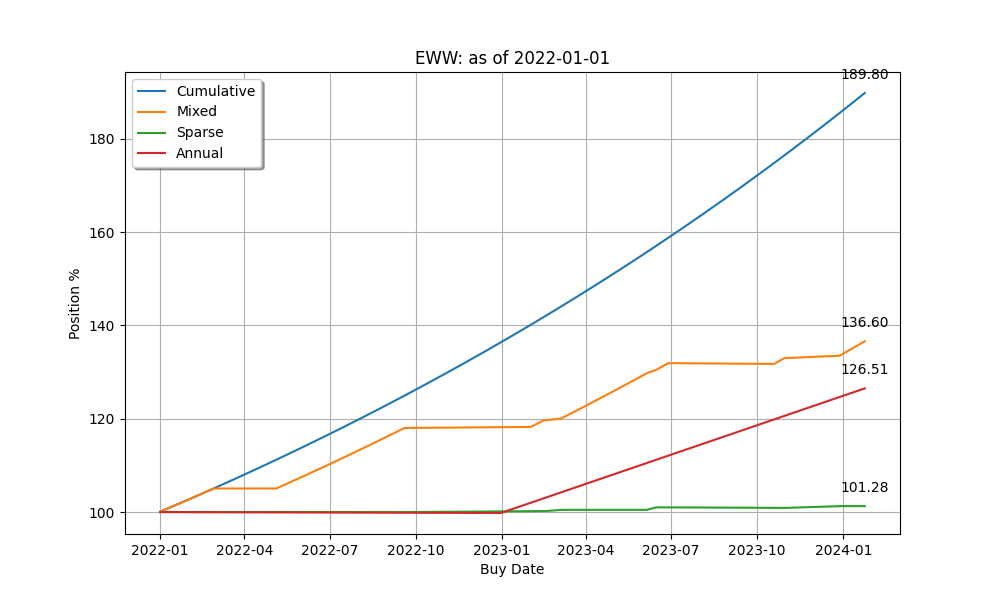 EWW: as of 2022-01-01
189.80
Cumulative
Mixed
Sparse
Annual
180
160
140
136.60
126.51
120
101.28
100
Position %
2022-01 2022-04 2022-07 2022-10 2023-01 2023-04 2023-07 2023-10 2024-01
Buy Date